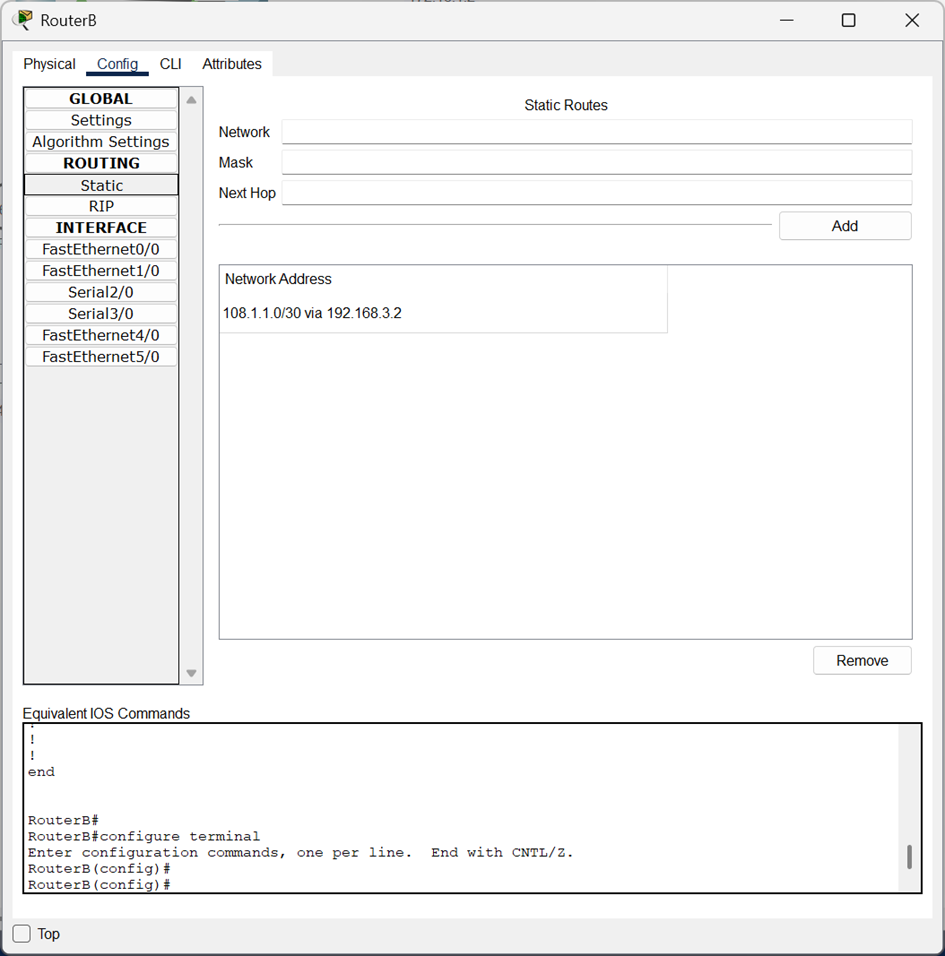 RouterB
Physical Config CLI Attributes
GLOBAL
Settings
Algorithm Settings
ROUTING
Static
RIP
INTERFACE
FastEthernet0/0
FastEthernet1/0
Serial2/0
Serial3/0
FastEthernet4/0
FastEthernet5/0
Static Routes
Network
Mask
Next Hop
Add
Network Address
108.1.1.0/30 via 192.168.3.2
Remove
Equivalent IOS Commands
!
!
end
RouterB#
RouterB#configure terminal
Enter configuration commands, one per line. End with CNTL/Z.
RouterB(config)#
RouterB(config)#
Top